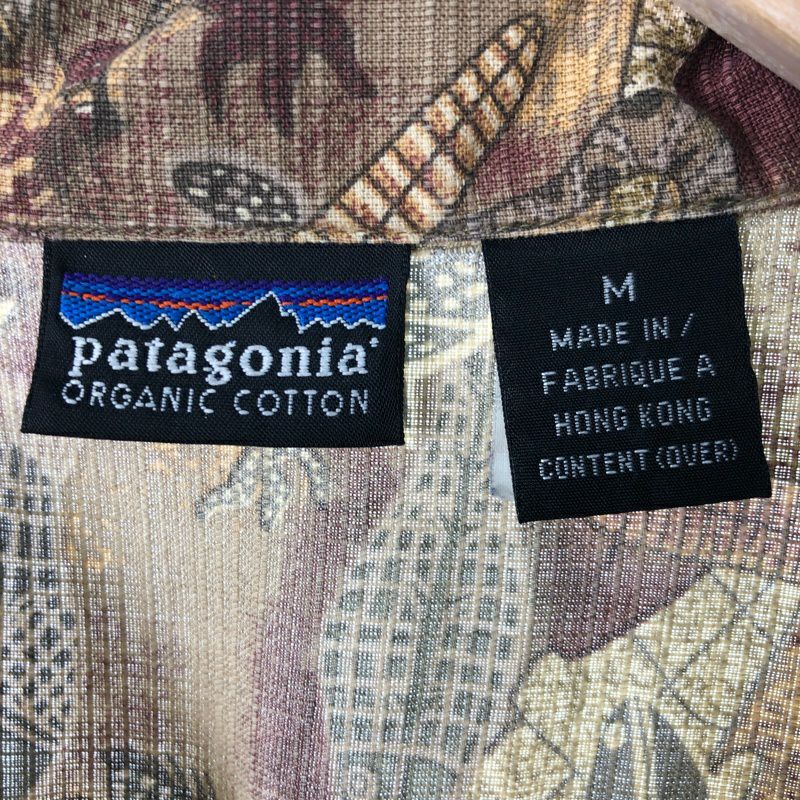 patagonia®
ORGANIC COTTON
M
MADE IN /
FABRIQUE A
HONG KONG
CONTENT (OVER)